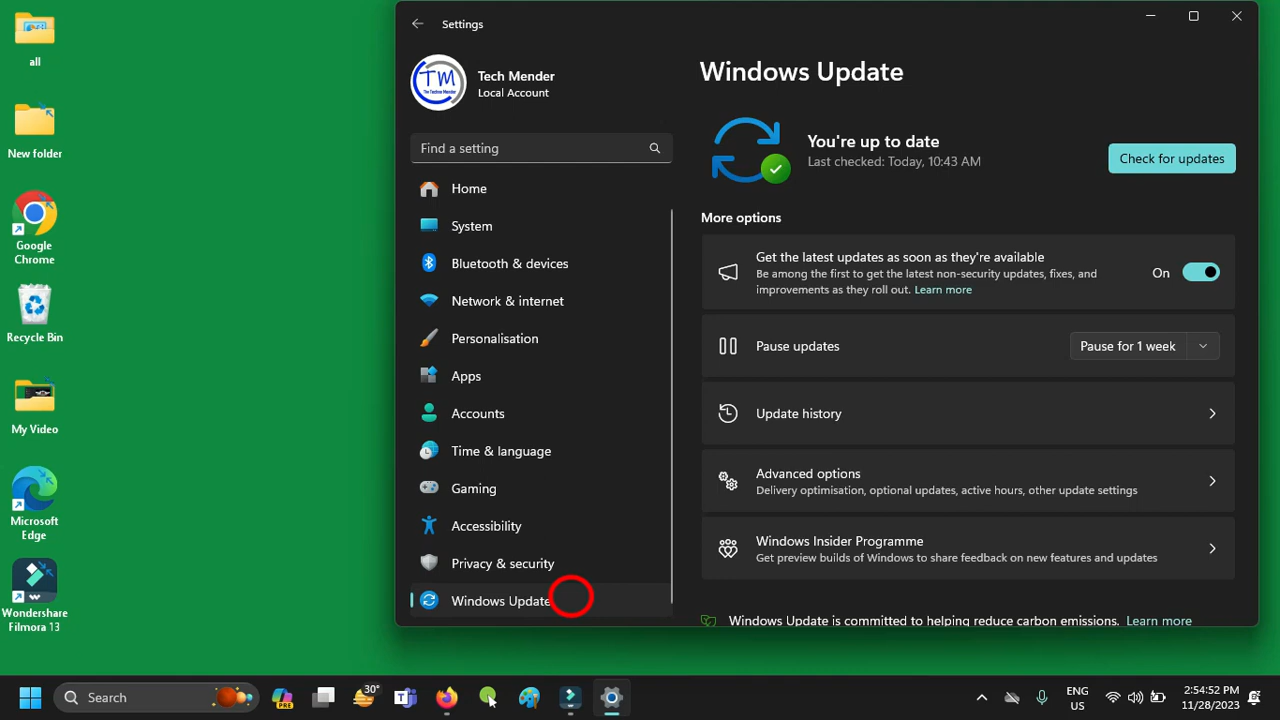 all
New folder
Google
Chrome
Recycle Bin
My Video
Microsoft
Edge
Wondershare
Filmora 13
Settings
TM
Tech Mender
Local Account
Find a setting
Home
System
Bluetooth & devices
Network & internet
Personalisation
Apps
Accounts
Time & language
Gaming
Accessibility
Privacy & security
Windows Update
Windows Update
You're up to date
Last checked: Today, 10:43 AM
Check for updates
More options
Get the latest updates as soon as they're available
Be among the first to get the latest non-security updates, fixes, and
improvements as they roll out. Learn more
On
Pause updates
Pause for 1 week
Update history
Advanced options
Delivery optimisation, optional updates, active hours, other update settings
Windows Insider Programme
Get preview builds of Windows to share feedback on new features and updates
Windows Update is committed to helping reduce carbon emissions. Learn more
Search
PRE
30°
ENG
US
2:54:52 PM
11/28/2023